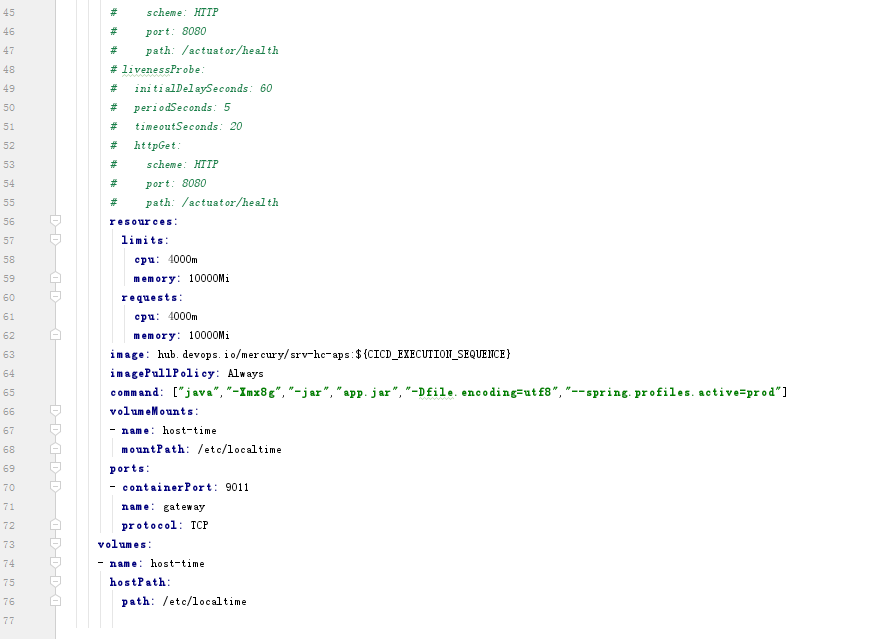 45 #     scheme: HTTP
46 #     port: 8080
47 #     path: /actuator/health
48 # livenessProbe:
49 #   initialDelaySeconds: 60
50 #   periodSeconds: 5
51 #   timeoutSeconds: 20
52 #   httpGet:
53 #     scheme: HTTP
54 #     port: 8080
55 #     path: /actuator/health
56 resources:
57   limits:
58     cpu: 4000m
59     memory: 10000Mi
60   requests:
61     cpu: 4000m
62     memory: 10000Mi
63 image: hub.devops.io/mercury/srv-hc-aps:${CICD_EXECUTION_SEQUENCE}
64 imagePullPolicy: Always
65 command: ["java","-Xmx8g","-jar","app.jar","-Dfile.encoding=utf8","--spring.profiles.active=prod"]
66 volumeMounts:
67 - name: host-time
68   mountPath: /etc/localtime
69 ports:
70 - containerPort: 9011
71   name: gateway
72   protocol: TCP
73 volumes:
74 - name: host-time
75   hostPath:
76     path: /etc/localtime
77